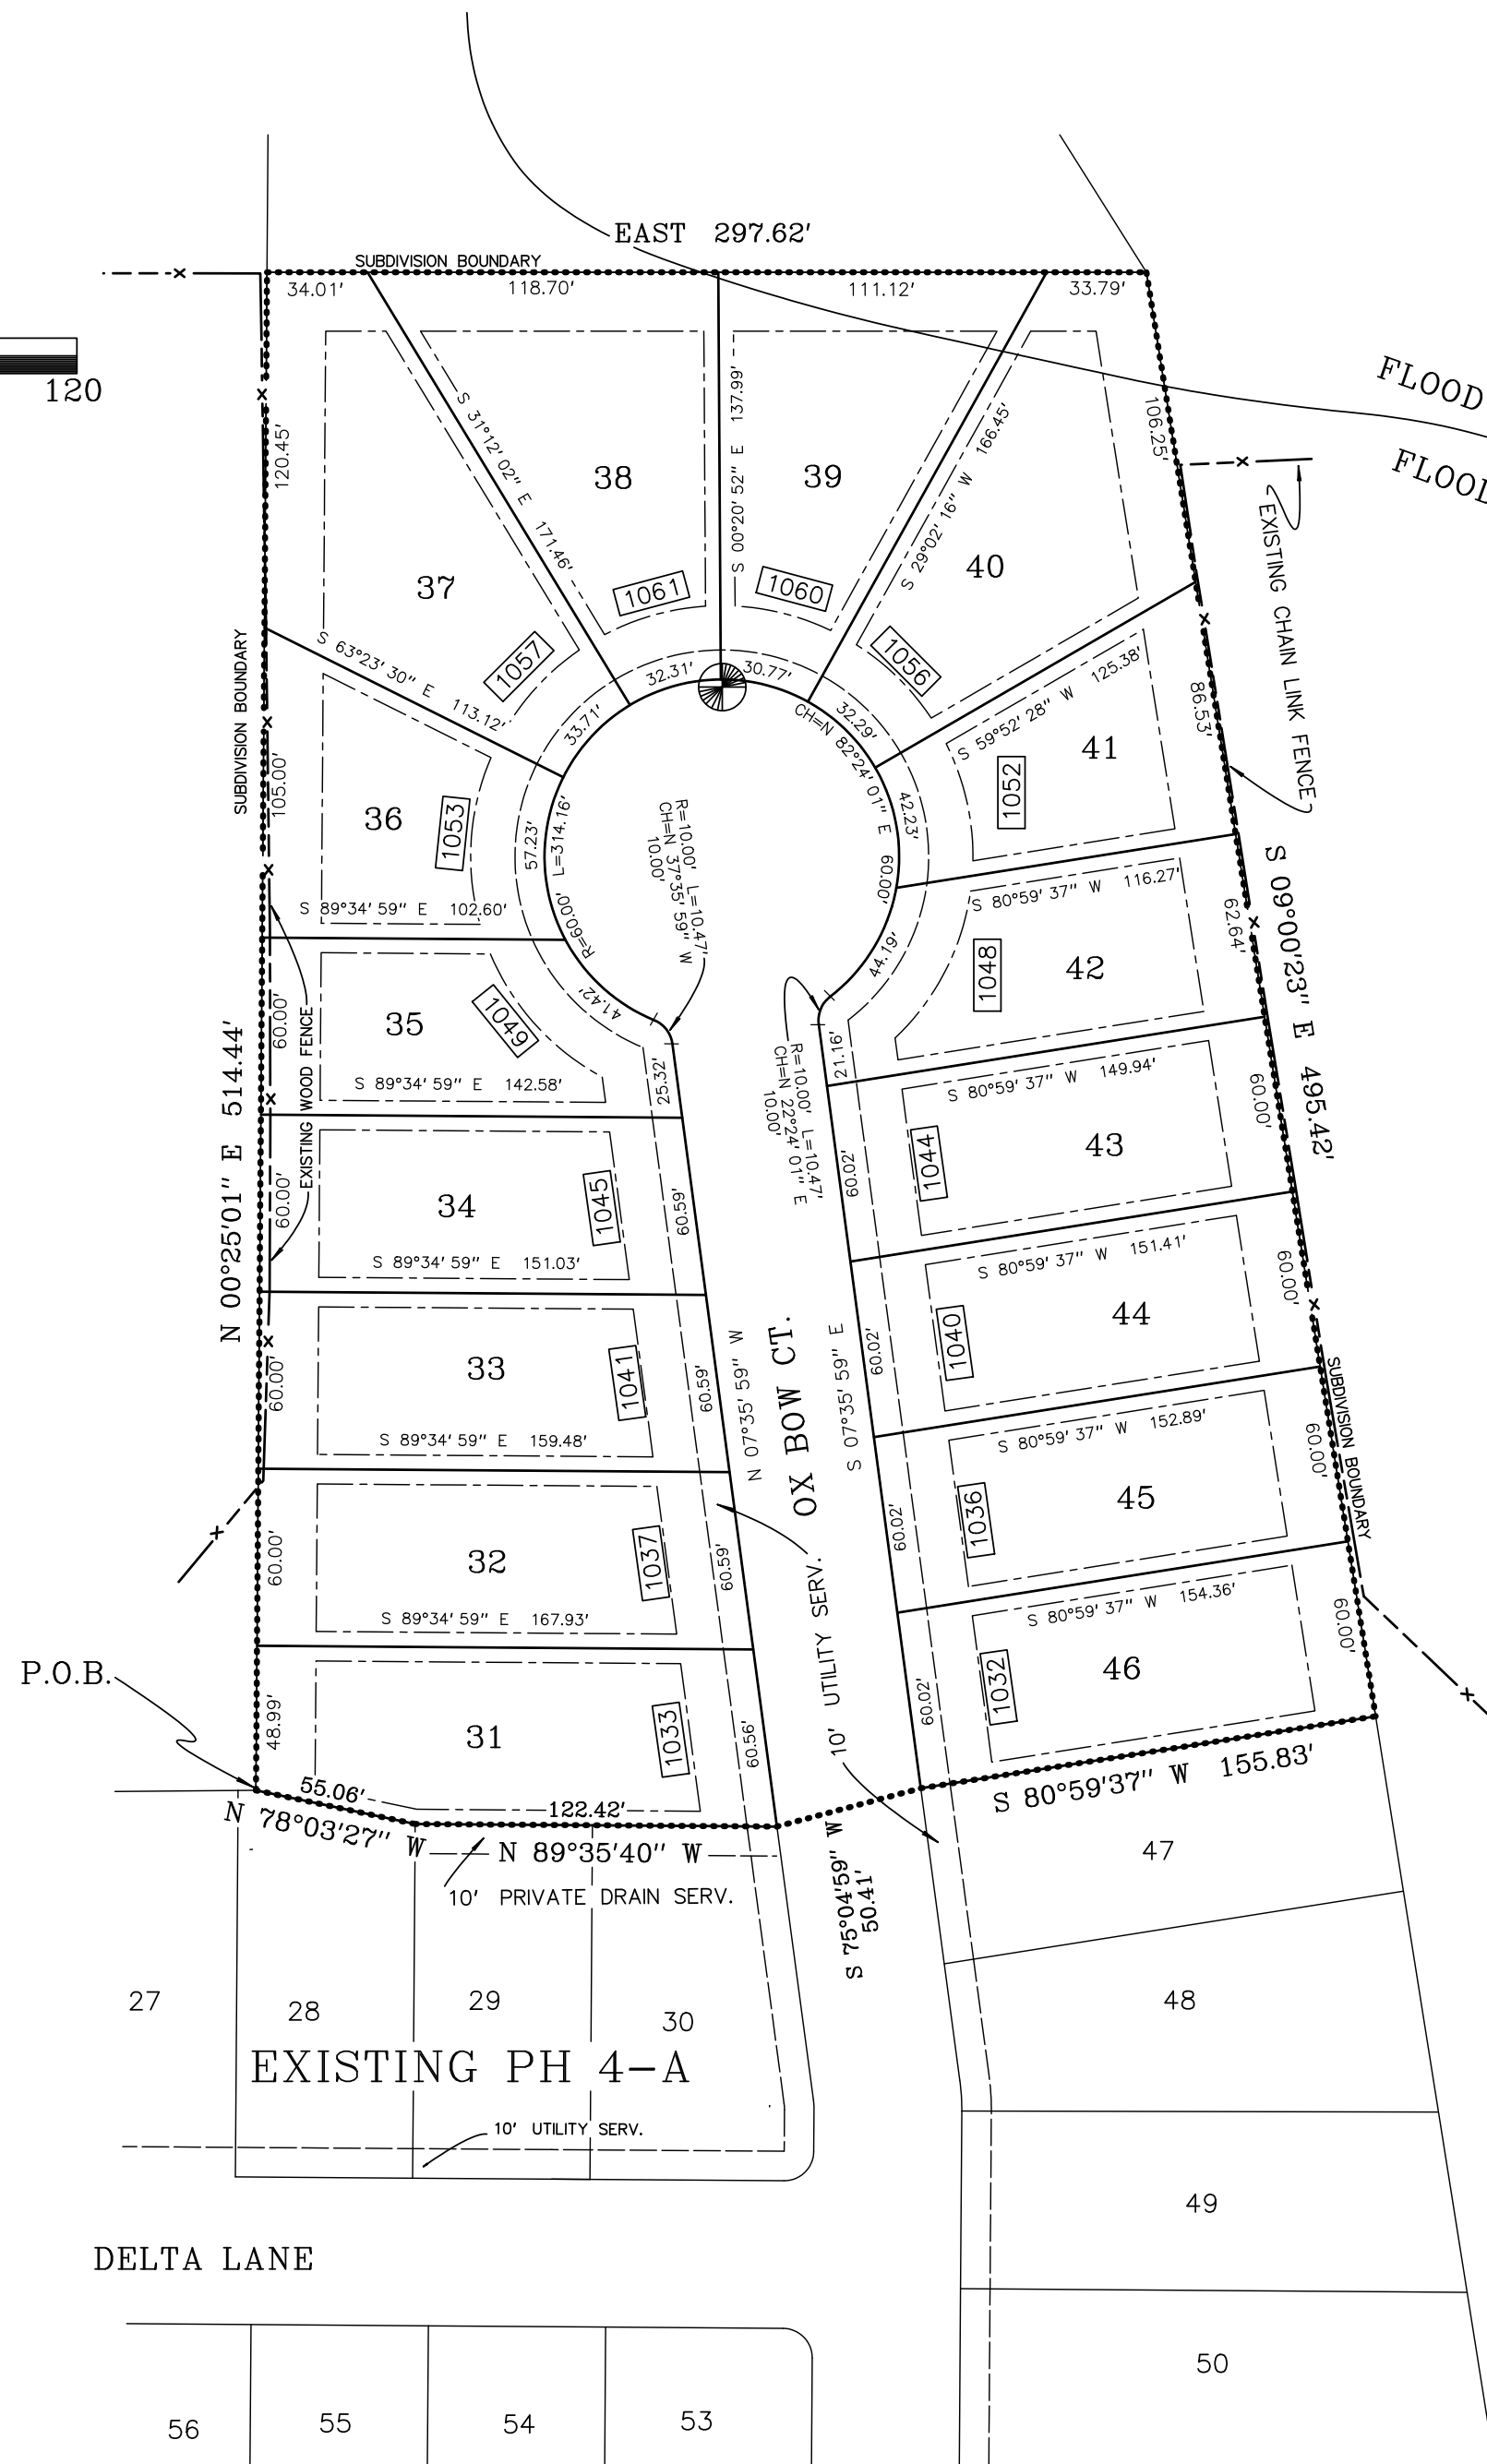 EAST 297.62'
SUBDIVISION BOUNDARY
34.01'
118.70'
111.12'
33.79'
120
FLOOD
FLOOD
120.45'
S 31°12'02" E 171.46'
38
S 00°20'52" E 137.99'
39
S 29°02'16" W 166.45'
40
106.25'
EXISTING CHAIN LINK FENCE
37
1061
1060
1057
1056
SUBDIVISION BOUNDARY
S 63°23'30" E 113.12'
33.71'
32.31'
30.77'
32.29'
CH=N 82°24'01" E 60.00'
S 59°52'28" W 125.38'
86.53'
41
1052
105.00'
36
1053
57.23'
R=60.00' L=314.16'
R=10.00' L=10.47'
CH=N 37°35'59" W
10.00'
42.23'
S 09°00'23" E 495.42'
S 80°59'37" W 116.27'
62.64'
S 89°34'59" E 102.60'
44.19'
42
1048
41.42'
35
1049
60.00'
EXISTING WOOD FENCE
N 00°25'01" E 514.44'
S 89°34'59" E 142.58'
25.32'
21.16'
R=10.00' L=10.47'
CH=N 22°24'01" E
10.00'
S 80°59'37" W 149.94'
60.00'
43
1044
60.02'
34
1045
60.00'
60.59'
S 89°34'59" E 151.03'
S 80°59'37" W 151.41'
60.00'
44
1040
60.02'
33
1041
60.00'
60.59'
N 07°35'59" W
OX BOW CT.
S 07°35'59" E
S 89°34'59" E 159.48'
S 80°59'37" W 152.89'
60.00'
SUBDIVISION BOUNDARY
45
1036
60.02'
32
1037
60.00'
60.59'
S 89°34'59" E 167.93'
10' UTILITY SERV.
S 80°59'37" W 154.36'
60.00'
46
1032
60.02'
P.O.B.
48.99'
31
1033
60.56'
55.06'
122.42'
N 78°03'27" W
N 89°35'40" W
S 80°59'37" W 155.83'
S 75°04'59" W
50.41'
10' PRIVATE DRAIN SERV.
47
27
28
29
30
48
EXISTING PH 4-A
10' UTILITY SERV.
49
DELTA LANE
50
56
55
54
53